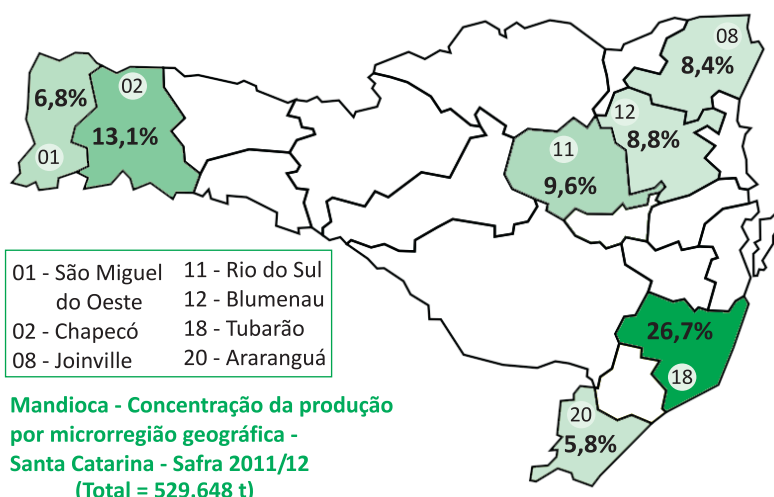 08
8,4%
02
6,8%
13,1%
01
12
8,8%
11
9,6%
01 - São Miguel
do Oeste
02 - Chapecó
08 - Joinville
11 - Rio do Sul
12 - Blumenau
18 - Tubarão
20 - Araranguá
26,7%
18
20
5,8%
Mandioca - Concentração da produção
por microrregião geográfica -
Santa Catarina - Safra 2011/12
(Total = 529.648 t)